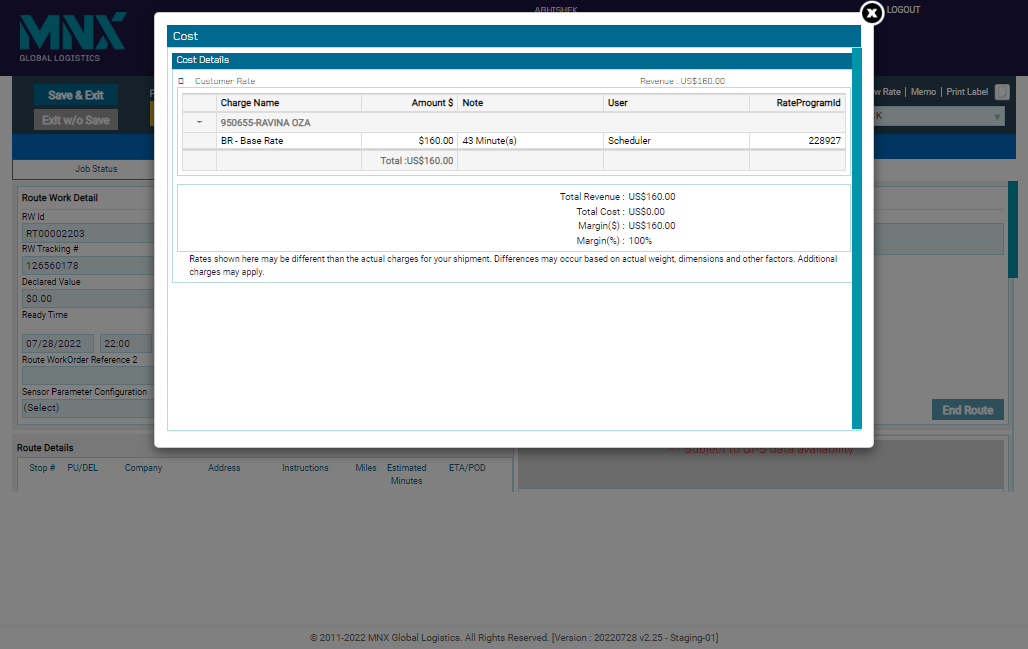 MNX
GLOBAL LOGISTICS
ABHISHEK
LOGOUT
Save & Exit
Exit w/o Save
Rate | Memo | Print Label
Job Status
Cost
Cost Details
Customer Rate Revenue : US$160.00
Charge Name Amount $ Note User RateProgramId
950655-RAVINA OZA
BR - Base Rate $160.00 43 Minute(s) Scheduler 228927
Total :US$160.00
Total Revenue : US$160.00
Total Cost : US$0.00
Margin($) : US$160.00
Margin(%) : 100%
Rates shown here may be different than the actual charges for your shipment. Differences may occur based on actual weight, dimensions and other factors. Additional
charges may apply.
Route Work Detail
RW Id
RT00002203
RW Tracking #
126560178
Declared Value
$0.00
Ready Time
07/28/2022 22:00
Route WorkOrder Reference 2
Sensor Parameter Configuration
(Select)
End Route
Route Details
Stop # PU/DEL Company Address Instructions Miles Estimated Minutes ETA/POD
Subject to GPS data availability
© 2011-2022 MNX Global Logistics. All Rights Reserved. [Version : 20220728 v2.25 - Staging-01]